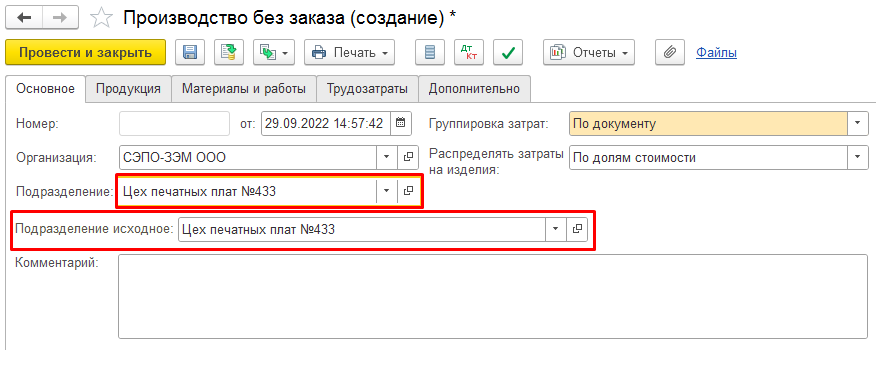 Производство без заказа (создание) *
Провести и закрыть Печать Дт Кт Отчеты Файлы
Основное Продукция Материалы и работы Трудозатраты Дополнительно
Номер: от: 29.09.2022 14:57:42 Группировка затрат: По документу
Организация: СЭПО-ЗЭМ ООО Распределять затраты на изделия: По долям стоимости
Подразделение: Цех печатных плат №433
Подразделение исходное: Цех печатных плат №433
Комментарий: